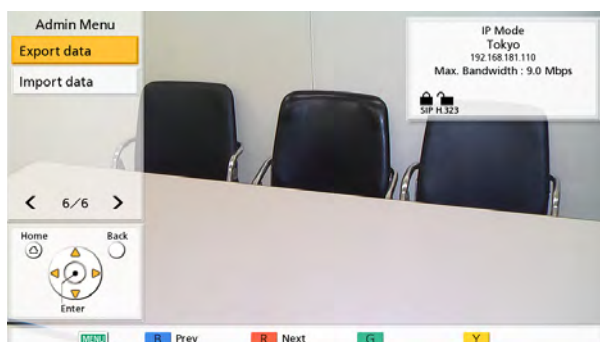 Admin Menu
Export data
Import data
6/6
Home
Back
Enter
IP Mode
Tokyo
192.168.181.110
Max. Bandwidth : 9.0 Mbps
SIP H.323
MENU
B Prev
R Next
G
Y